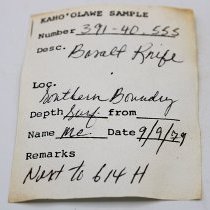 KAHO'OLAWE SAMPLE
Number 391-40.555
Desc. Basalt Knife
Loc.
Southern Boundry
Depth Surf. from
Name Mc. Date 9/9/79
Remarks
Next to 614 H